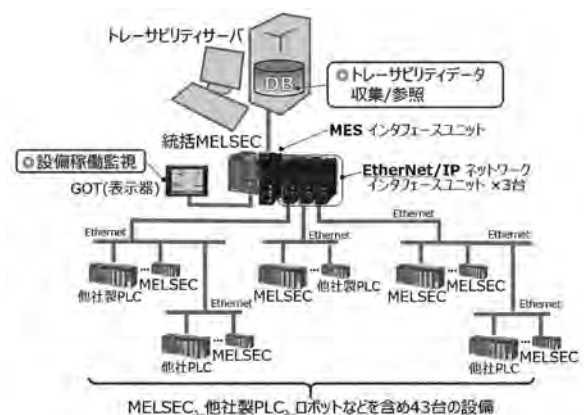 トレーサビリティサーバ
DB
◎トレーサビリティデータ
収集/参照
統括MELSEC
MES インタフェースユニット
◎設備稼働監視
GOT(表示器)
EtherNet/IP ネットワーク
インタフェースユニット ×3台
Ethernet
Ethernet
Ethernet
他社製PLC
MELSEC
MELSEC
他社製PLC
MELSEC
MELSEC
Ethernet
Ethernet
他社製PLC
MELSEC
他社製PLC
MELSEC
MELSEC、他社製PLC、ロボットなどを含め43台の設備